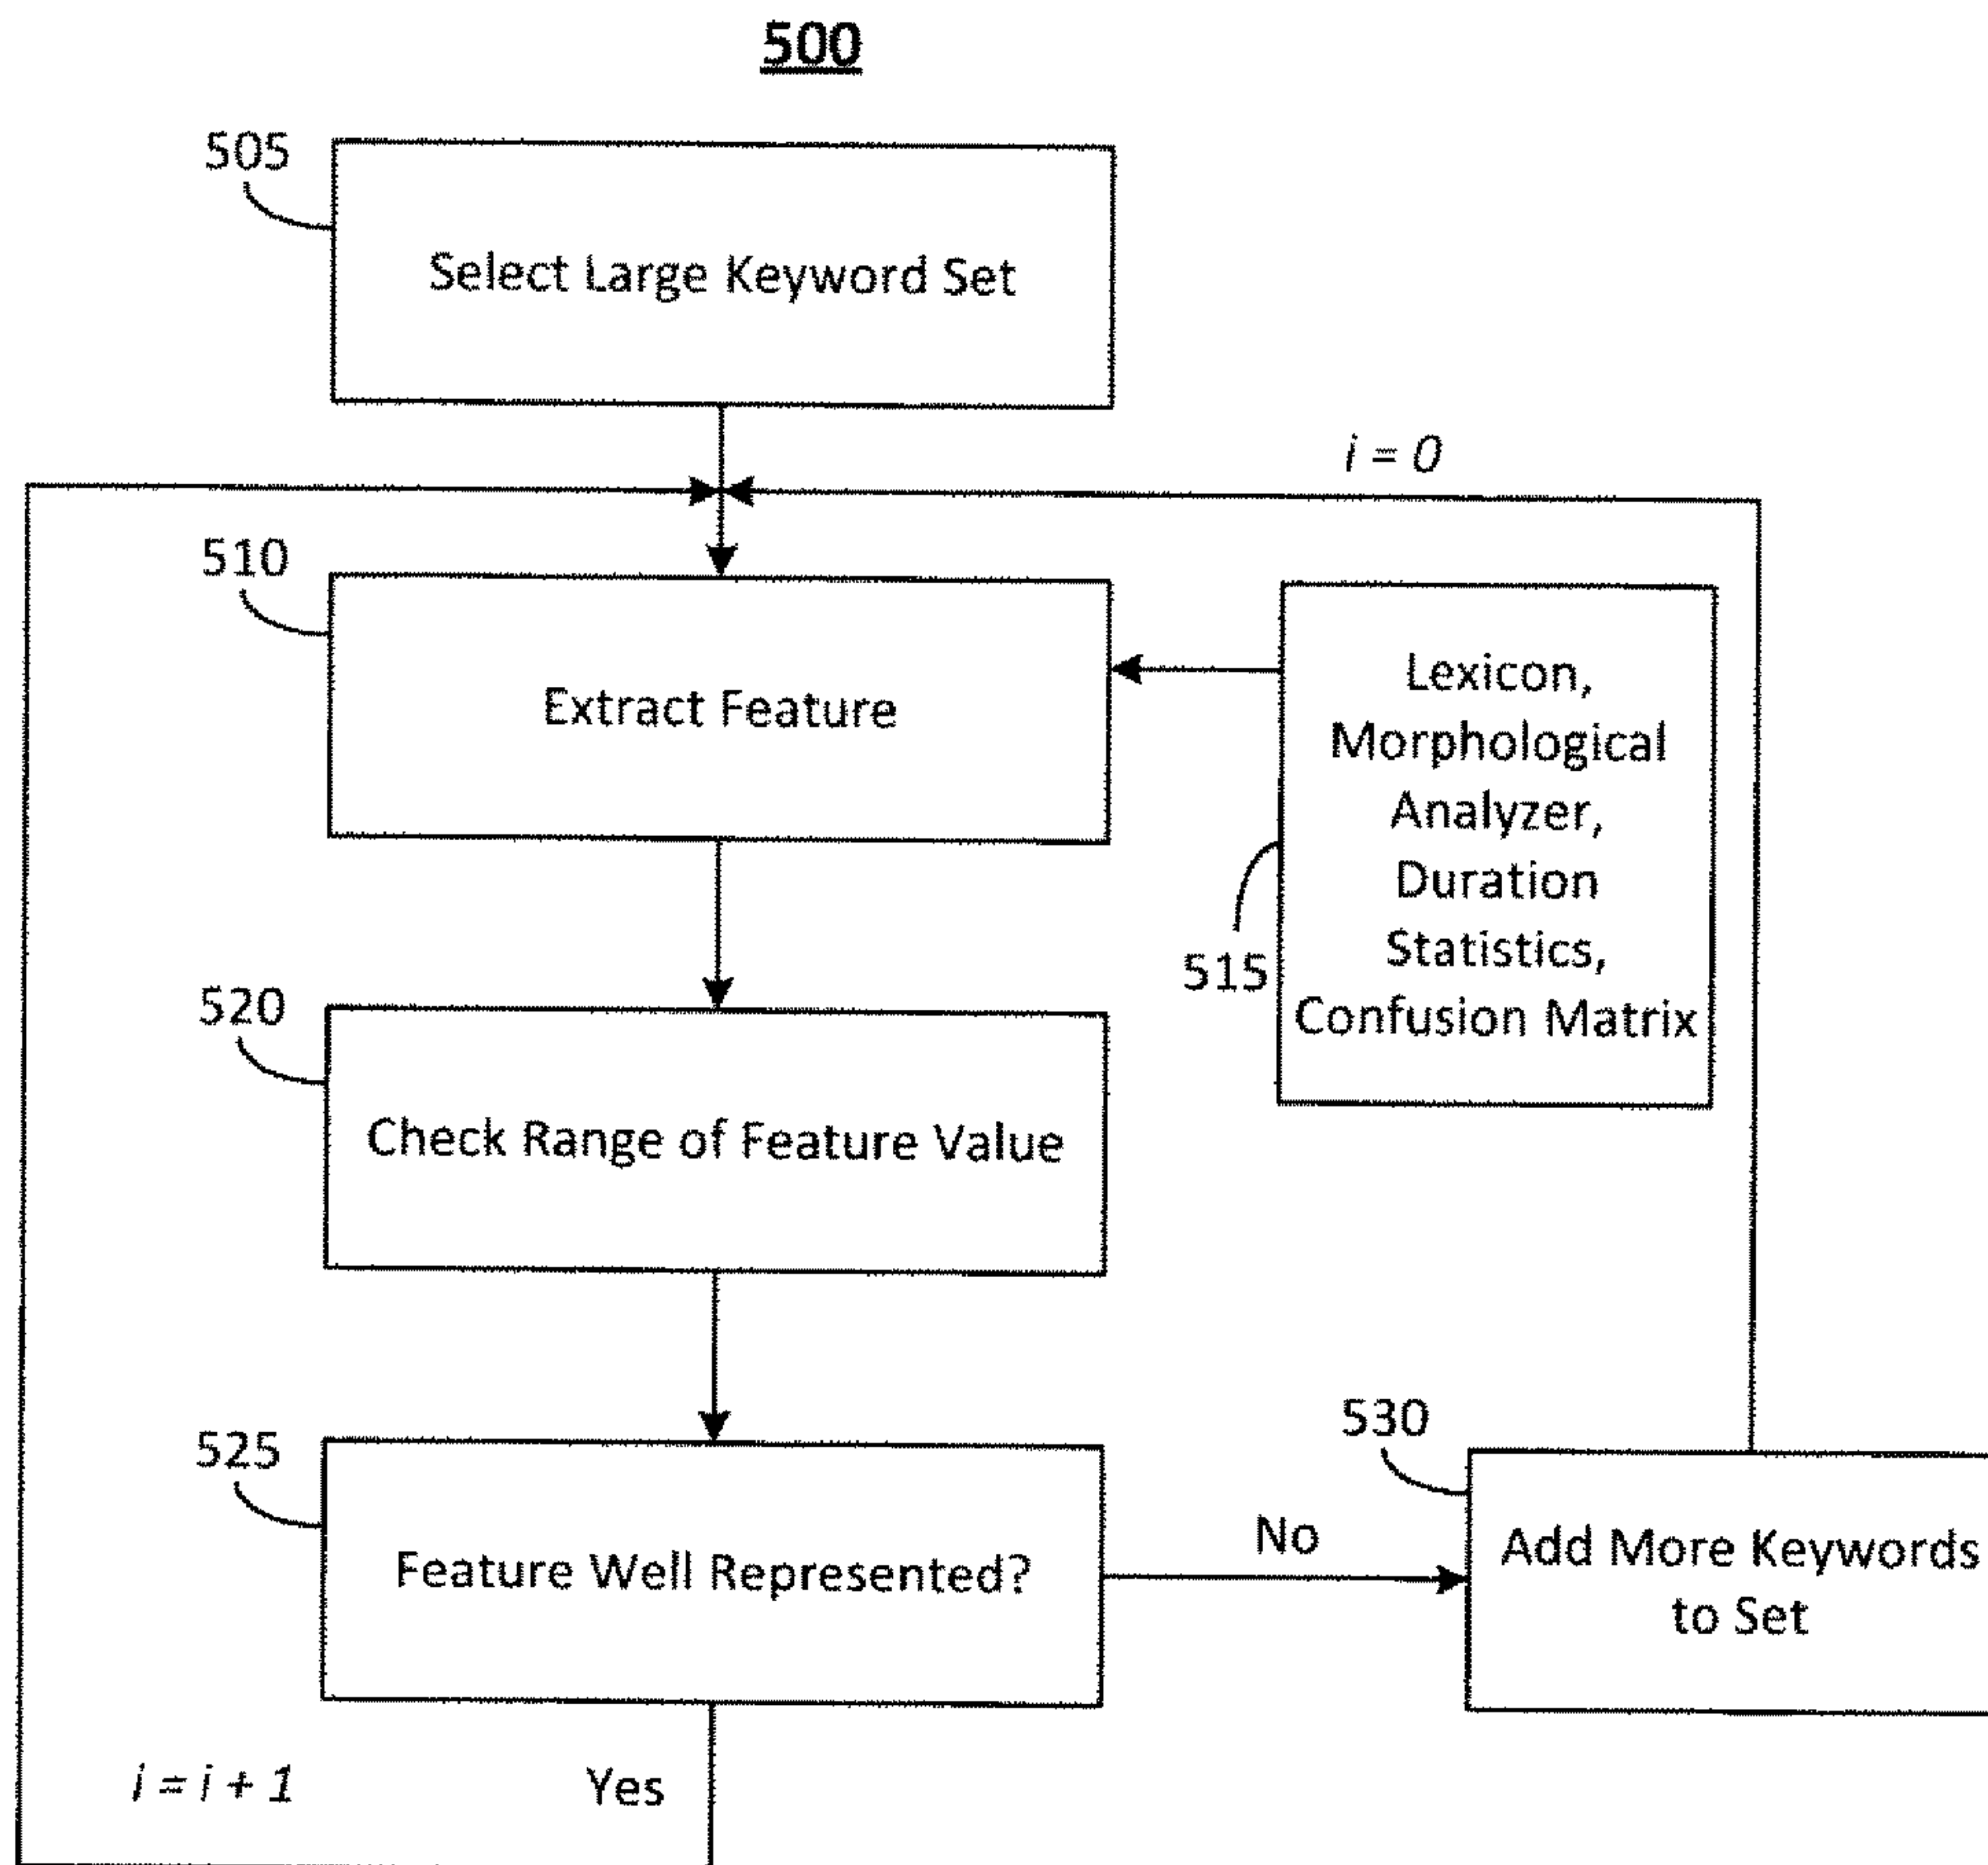 500
505
Select Large Keyword Set
i = 0
510
Extract Feature
Lexicon,
Morphological
Analyzer,
Duration
Statistics,
Confusion Matrix
515
520
Check Range of Feature Value
525
Feature Well Represented?
No
530
Add More Keywords
to Set
i = i + 1
Yes